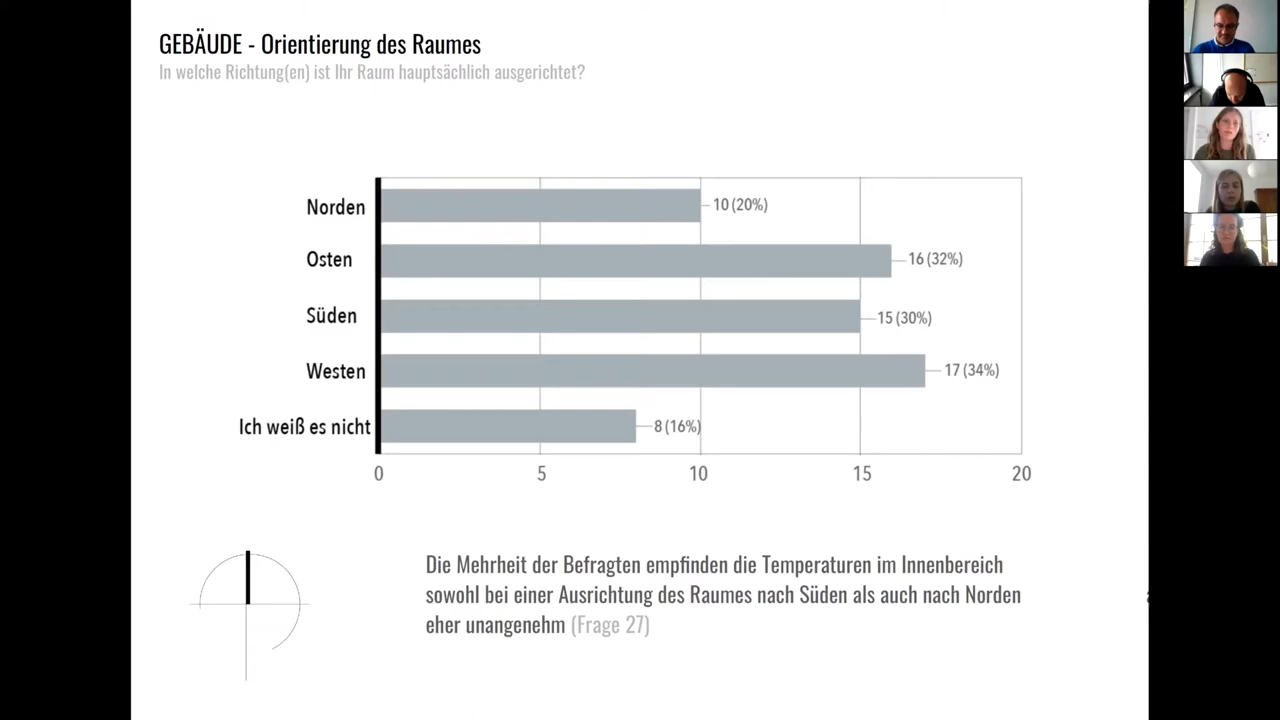 GEBÄUDE - Orientierung des Raumes
In welche Richtung(en) ist Ihr Raum hauptsächlich ausgerichtet?
Norden
10 (20%)
Osten
16 (32%)
Süden
15 (30%)
Westen
17 (34%)
Ich weiß es nicht
8 (16%)
0
5
10
15
20
Die Mehrheit der Befragten empfinden die Temperaturen im Innenbereich
sowohl bei einer Ausrichtung des Raumes nach Süden als auch nach Norden
eher unangenehm (Frage 27)